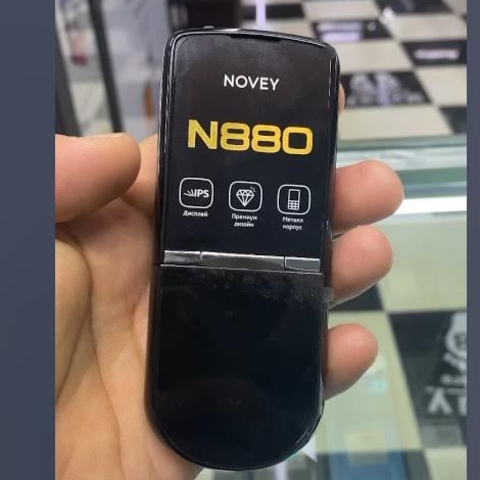 NOVEY
N880
IPS
Дисплей
Премиум
дизайн
Металл
корпус